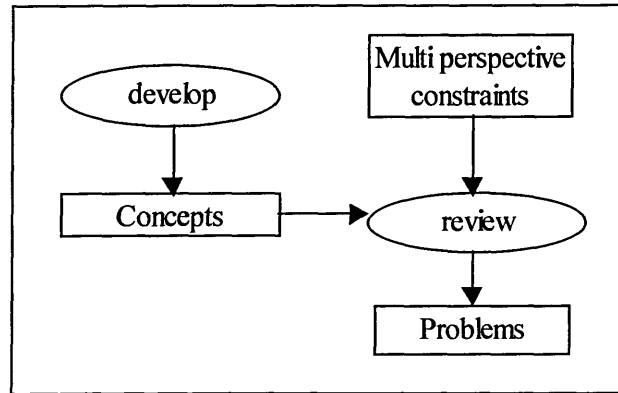 develop
Multi perspective
constraints
Concepts
review
Problems